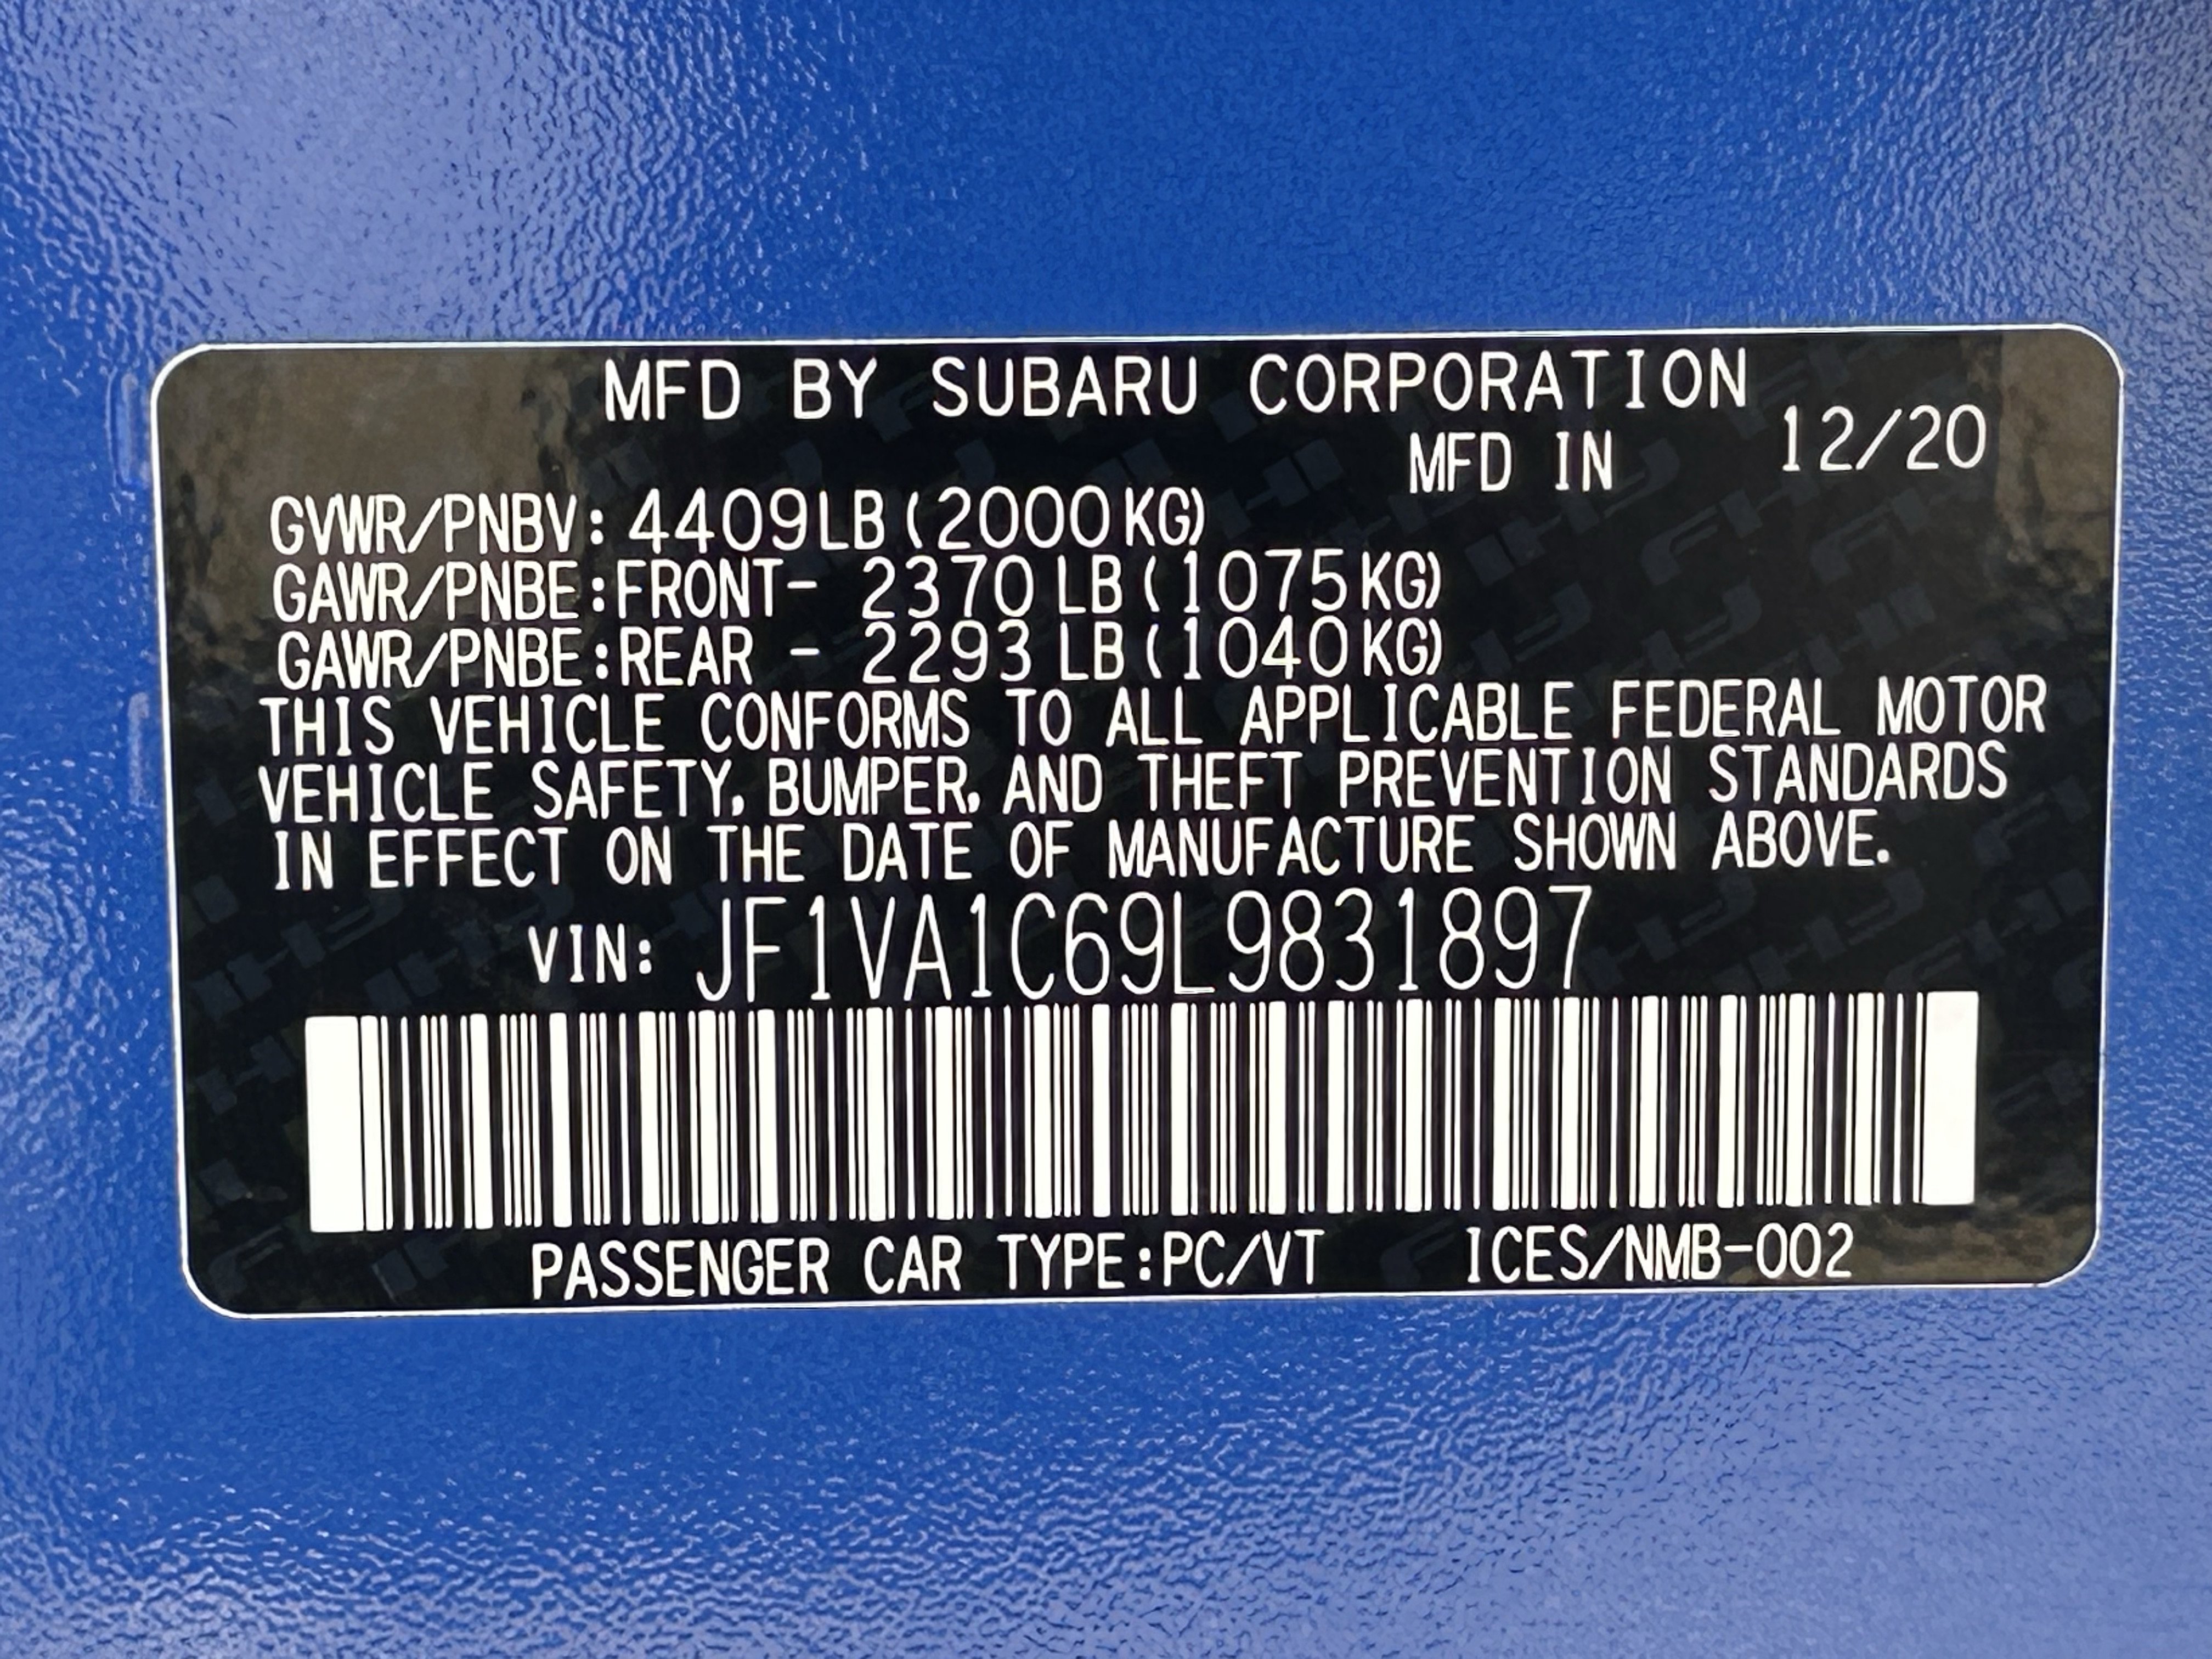 MFD BY SUBARU CORPORATION
MFD IN 12/20
GVWR/PNBV: 4409LB(2000KG)
GAWR/PNBE:FRONT- 2370 LB(1075KG)
GAWR/PNBE:REAR - 2293 LB(1040KG)
THIS VEHICLE CONFORMS TO ALL APPLICABLE FEDERAL MOTOR
VEHICLE SAFETY, BUMPER, AND THEFT PREVENTION STANDARDS
IN EFFECT ON THE DATE OF MANUFACTURE SHOWN ABOVE.
VIN: JF1VA1C69L9831897
PASSENGER CAR TYPE:PC/VT ICES/NMB-002